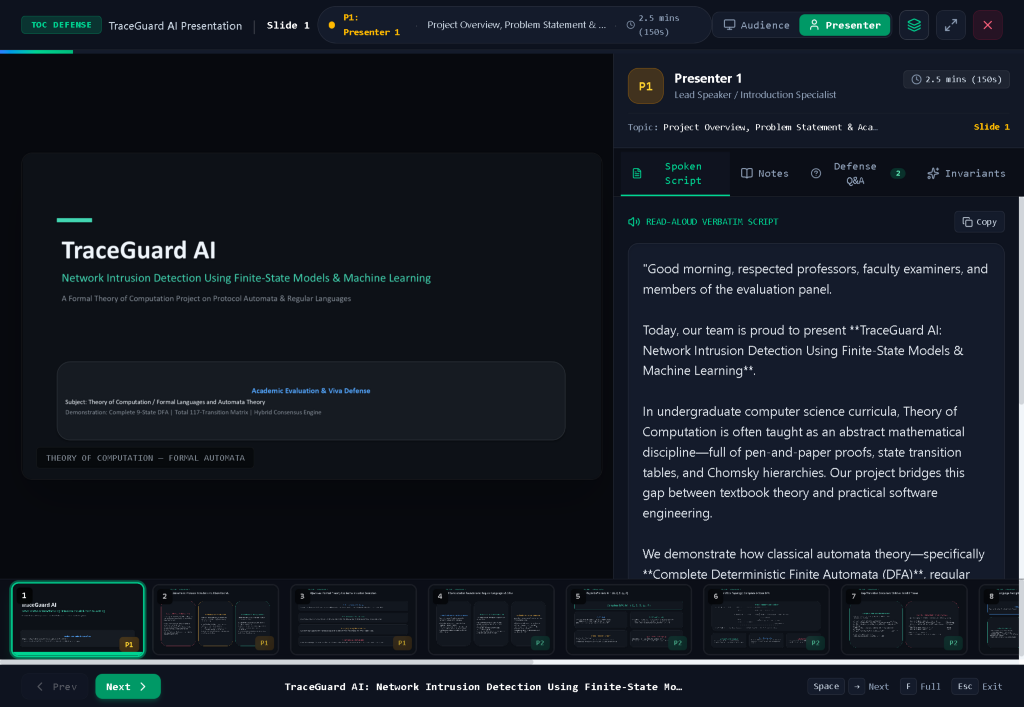 TOC DEFENSE
TraceGuard AI Presentation
Slide 1
P1:
Presenter 1
Project Overview, Problem Statement & ...
2.5 mins
(150s)
Audience
Presenter
P1
Presenter 1
Lead Speaker / Introduction Specialist
2.5 mins (150s)
Topic: Project Overview, Problem Statement & Aca…
Slide 1
Spoken
Script
Notes
Defense
Q&A
2
Invariants
READ-ALOUD VERBATIM SCRIPT
Copy
"Good morning, respected professors, faculty examiners, and
members of the evaluation panel.
Today, our team is proud to present **TraceGuard AI:
Network Intrusion Detection Using Finite-State Models &
Machine Learning**.
In undergraduate computer science curricula, Theory of
Computation is often taught as an abstract mathematical
discipline—full of pen-and-paper proofs, state transition
tables, and Chomsky hierarchies. Our project bridges this
gap between textbook theory and practical software
engineering.
We demonstrate how classical automata theory—specifically
**Complete Deterministic Finite Automata (DFA)**, regular
TraceGuard AI
Network Intrusion Detection Using Finite-State Models & Machine Learning
A Formal Theory of Computation Project on Protocol Automata & Regular Languages
Academic Evaluation & Viva Defense
Subject: Theory of Computation / Formal Languages and Automata Theory
Demonstration: Complete 9-State DFA | Total 117-Transition Matrix | Hybrid Consensus Engine
THEORY OF COMPUTATION — FORMAL AUTOMATA
1
TraceGuard AI
P1
2
P1
3
P1
4
P2
5
P2
6
P2
7
P2
8
Prev
Next
TraceGuard AI: Network Intrusion Detection Using Finite-State Mo…
Space
→
Next
F
Full
Esc
Exit